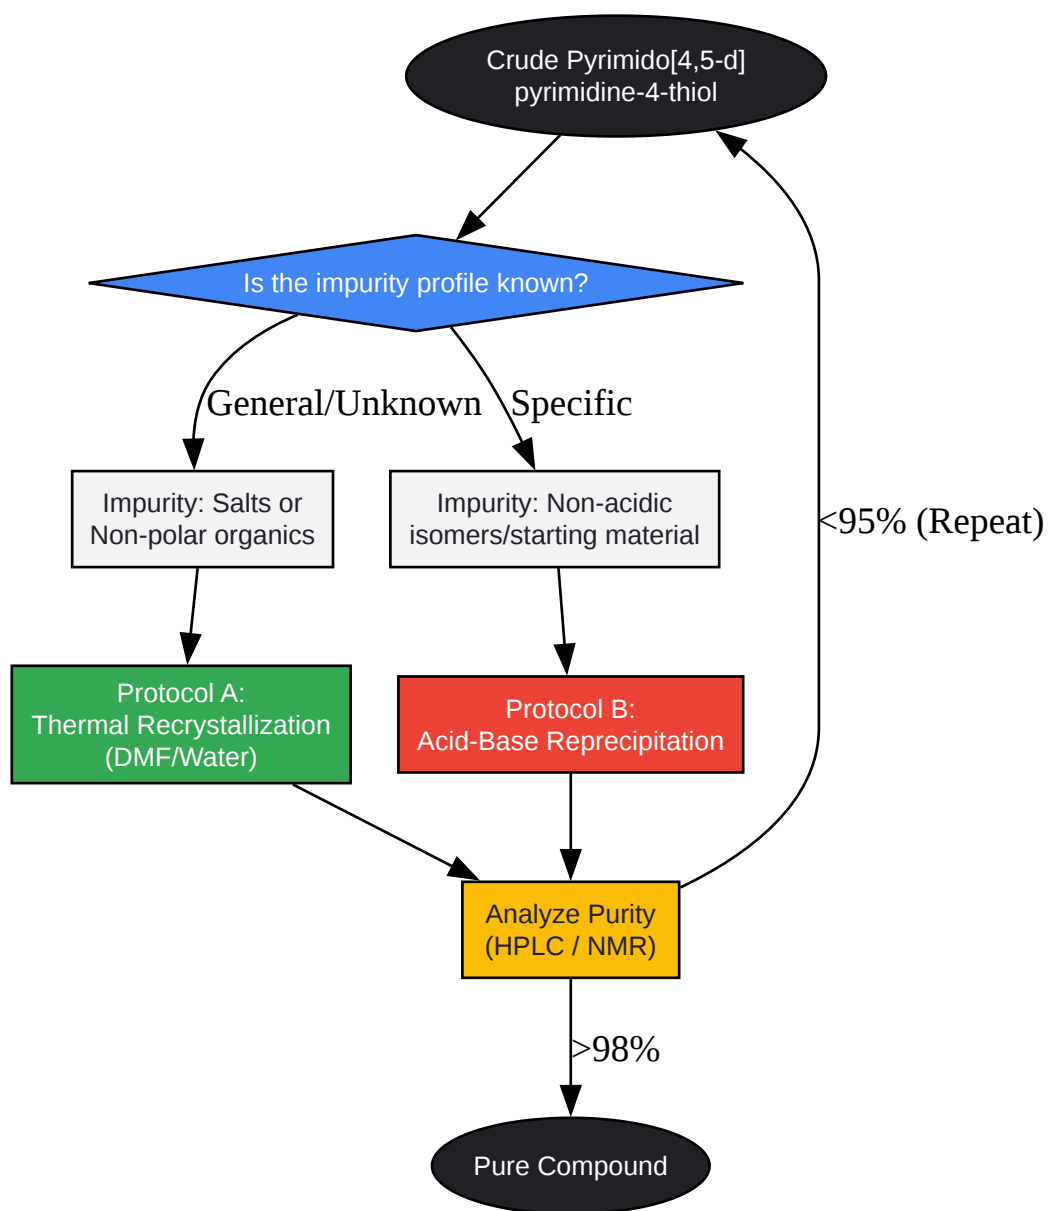 Crude Pyrimido[4,5-d]
pyrimidine-4-thiol
Is the impurity profile known?
General/Unknown
Specific
Impurity: Salts or
Non-polar organics
Impurity: Non-acidic
isomers/starting material
<95% (Repeat)
Protocol A:
Thermal Recrystallization
(DMF/Water)
Protocol B:
Acid-Base Reprecipitation
Analyze Purity
(HPLC / NMR)
>98%
Pure Compound